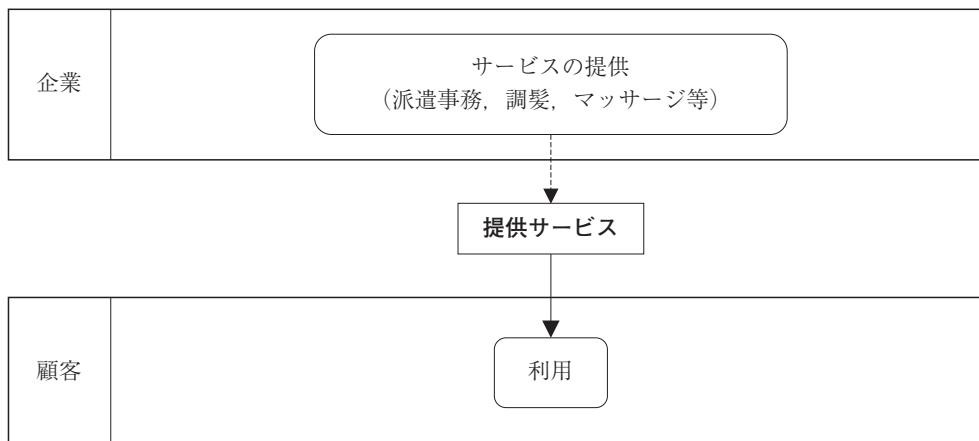 企業
サービスの提供
（派遣事務，調髪，マッサージ等）
提供サービス
顧客
利用